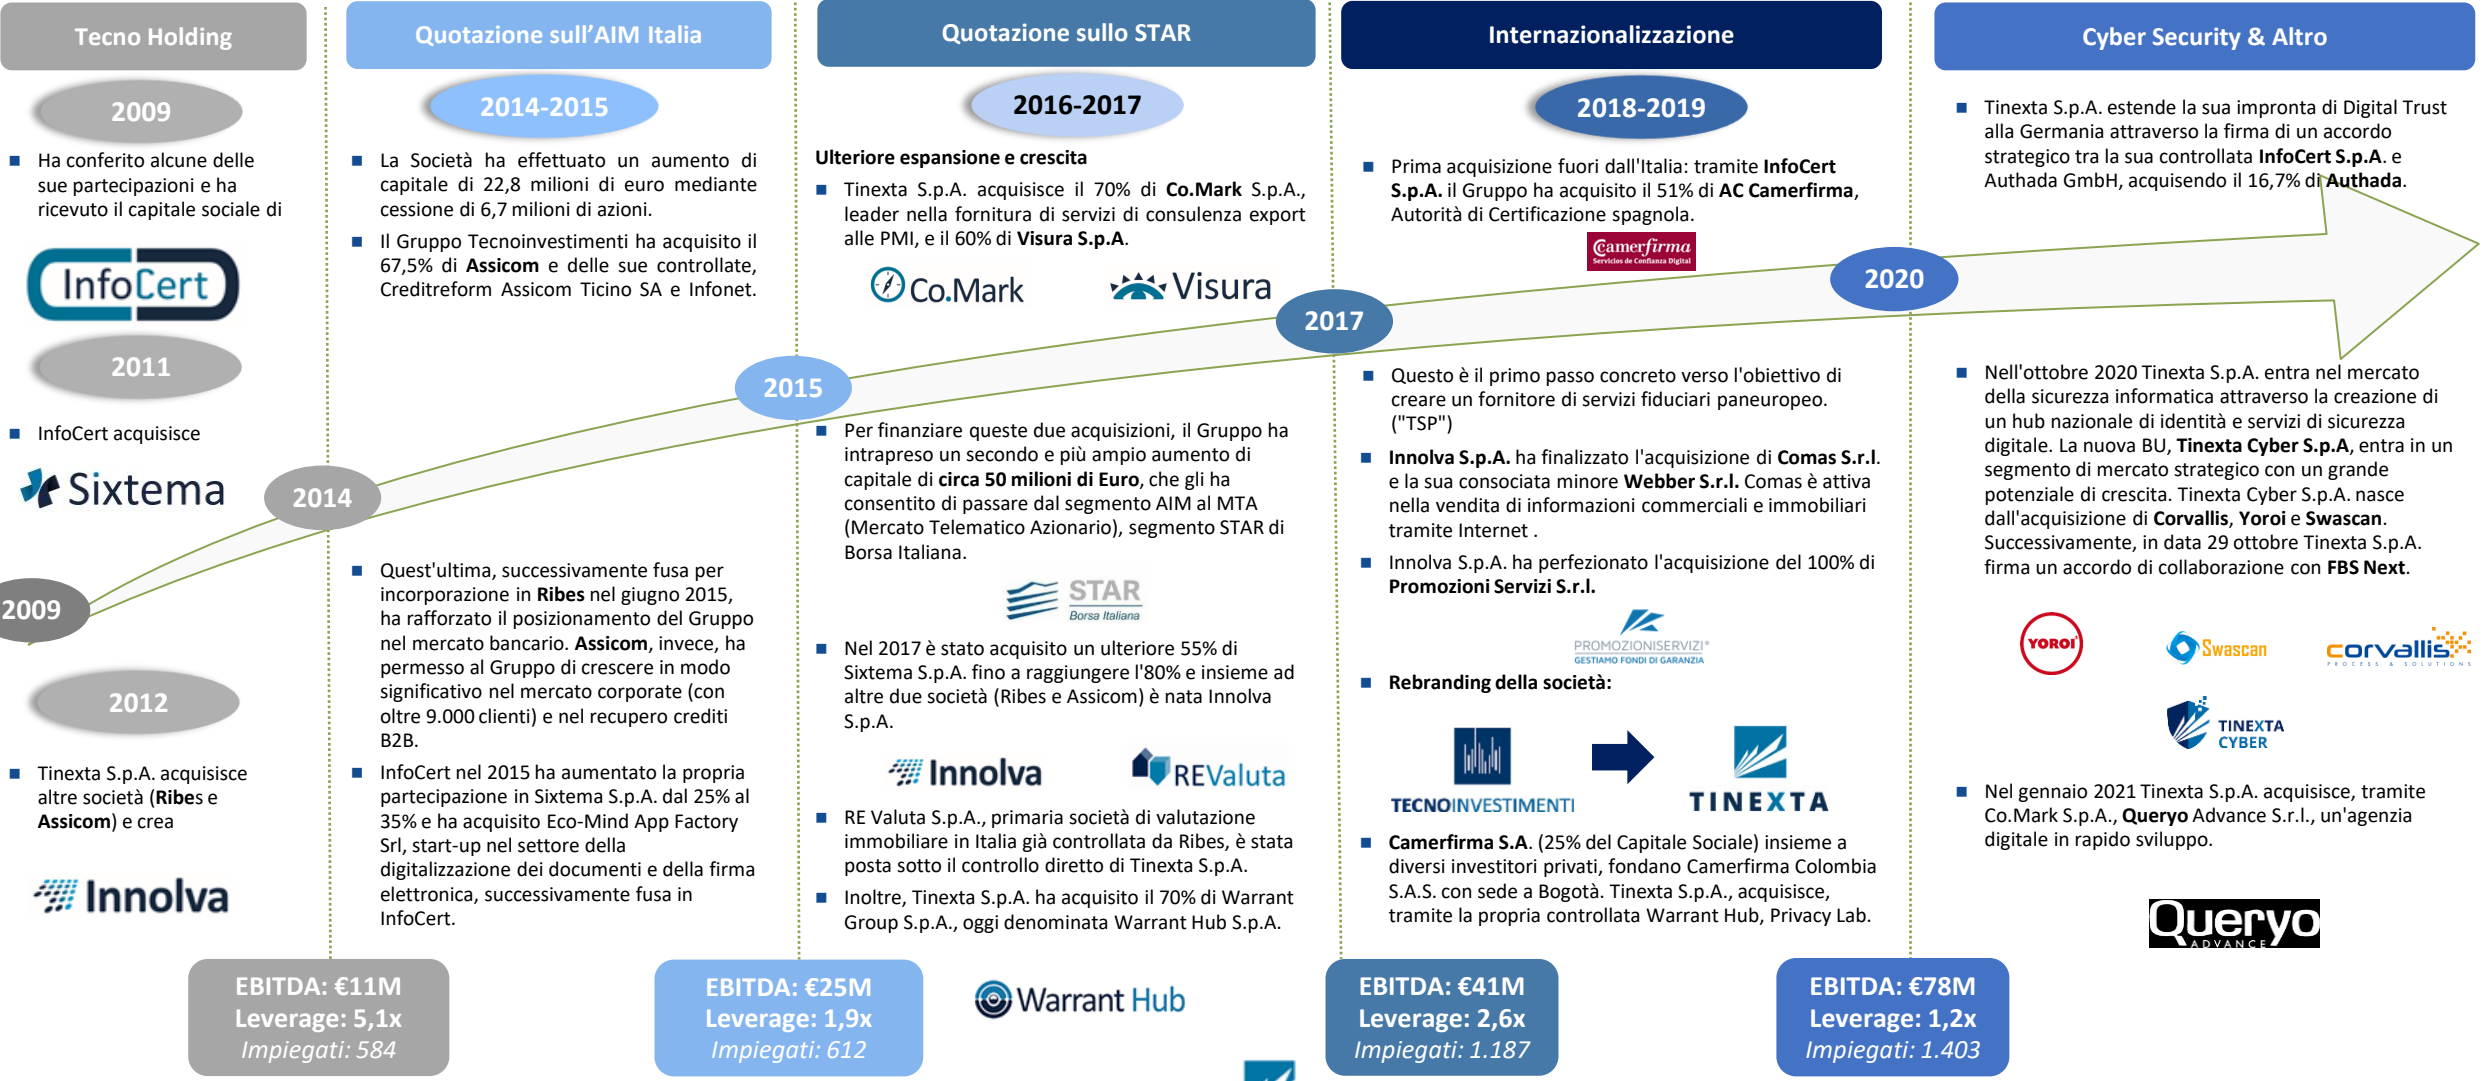 Tecno Holding
2009
Ha conferito alcune delle
sue partecipazioni e ha
ricevuto il capitale sociale di
InfoCert
2011
InfoCert acquisisce
Sixtema
2009
2012
Tinexta S.p.A. acquisisce
altre società (Ribes e
Assicom) e crea
Innolva
2014
EBITDA: €11M
Leverage: 5,1x
Impiegati: 584
Quotazione sull’AIM Italia
2014-2015
La Società ha effettuato un aumento di
capitale di 22,8 milioni di euro mediante
cessione di 6,7 milioni di azioni.
Il Gruppo Tecnoinvestimenti ha acquisito il
67,5% di Assicom e delle sue controllate,
Creditreform Assicom Ticino SA e Infonet.
2015
Quest'ultima, successivamente fusa per
incorporazione in Ribes nel giugno 2015,
ha rafforzato il posizionamento del Gruppo
nel mercato bancario. Assicom, invece, ha
permesso al Gruppo di crescere in modo
significativo nel mercato corporate (con
oltre 9.000 clienti) e nel recupero crediti
B2B.
InfoCert nel 2015 ha aumentato la propria
partecipazione in Sixtema S.p.A. dal 25% al
35% e ha acquisito Eco-Mind App Factory
Srl, start-up nel settore della
digitalizzazione dei documenti e della firma
elettronica, successivamente fusa in
InfoCert.
EBITDA: €25M
Leverage: 1,9x
Impiegati: 612
Quotazione sullo STAR
2016-2017
Ulteriore espansione e crescita
Tinexta S.p.A. acquisisce il 70% di Co.Mark S.p.A.,
leader nella fornitura di servizi di consulenza export
alle PMI, e il 60% di Visura S.p.A.
Co.Mark
Visura
2017
Per finanziare queste due acquisizioni, il Gruppo ha
intrapreso un secondo e più ampio aumento di
capitale di circa 50 milioni di Euro, che gli ha
consentito di passare dal segmento AIM al MTA
(Mercato Telematico Azionario), segmento STAR di
Borsa Italiana.
STAR
Borsa Italiana
Nel 2017 è stato acquisito un ulteriore 55% di
Sixtema S.p.A. fino a raggiungere l'80% e insieme ad
altre due società (Ribes e Assicom) è nata Innolva
S.p.A.
Innolva
REValuta
RE Valuta S.p.A., primaria società di valutazione
immobiliare in Italia già controllata da Ribes, è stata
posta sotto il controllo diretto di Tinexta S.p.A.
Inoltre, Tinexta S.p.A. ha acquisito il 70% di Warrant
Group S.p.A., oggi denominata Warrant Hub S.p.A.
Warrant Hub
EBITDA: €41M
Leverage: 2,6x
Impiegati: 1.187
Internazionalizzazione
2018-2019
Prima acquisizione fuori dall'Italia: tramite InfoCert
S.p.A. il Gruppo ha acquisito il 51% di AC Camerfirma,
Autorità di Certificazione spagnola.
Camerfirma
Servicios de Confianza Digital
2020
Questo è il primo passo concreto verso l'obiettivo di
creare un fornitore di servizi fiduciari paneuropeo.
("TSP")
Innolva S.p.A. ha finalizzato l'acquisizione di Comas S.r.l.
e la sua consociata minore Webber S.r.l. Comas è attiva
nella vendita di informazioni commerciali e immobiliari
tramite Internet .
Innolva S.p.A. ha perfezionato l'acquisizione del 100% di
Promozioni Servizi S.r.l.
PROMOZIONISERVIZI®
GESTIAMO FONDI DI GARANZIA
Rebranding della società:
TECNOINVESTIMENTI
TINEXTA
Camerfirma S.A. (25% del Capitale Sociale) insieme a
diversi investitori privati, fondano Camerfirma Colombia
S.A.S. con sede a Bogotà. Tinexta S.p.A., acquisisce,
tramite la propria controllata Warrant Hub, Privacy Lab.
EBITDA: €78M
Leverage: 1,2x
Impiegati: 1.403
Cyber Security & Altro
Tinexta S.p.A. estende la sua impronta di Digital Trust
alla Germania attraverso la firma di un accordo
strategico tra la sua controllata InfoCert S.p.A. e
Authada GmbH, acquisendo il 16,7% di Authada.
Nell'ottobre 2020 Tinexta S.p.A. entra nel mercato
della sicurezza informatica attraverso la creazione di
un hub nazionale di identità e servizi di sicurezza
digitale. La nuova BU, Tinexta Cyber S.p.A, entra in un
segmento di mercato strategico con un grande
potenziale di crescita. Tinexta Cyber S.p.A. nasce
dall'acquisizione di Corvallis, Yoroi e Swascan.
Successivamente, in data 29 ottobre Tinexta S.p.A.
firma un accordo di collaborazione con FBS Next.
YOROI
Swascan
corvallis
PROCESS & SOLUTIONS
TINEXTA
CYBER
Nel gennaio 2021 Tinexta S.p.A. acquisisce, tramite
Co.Mark S.p.A., Queryo Advance S.r.l., un'agenzia
digitale in rapido sviluppo.
Queryo
ADVANCE